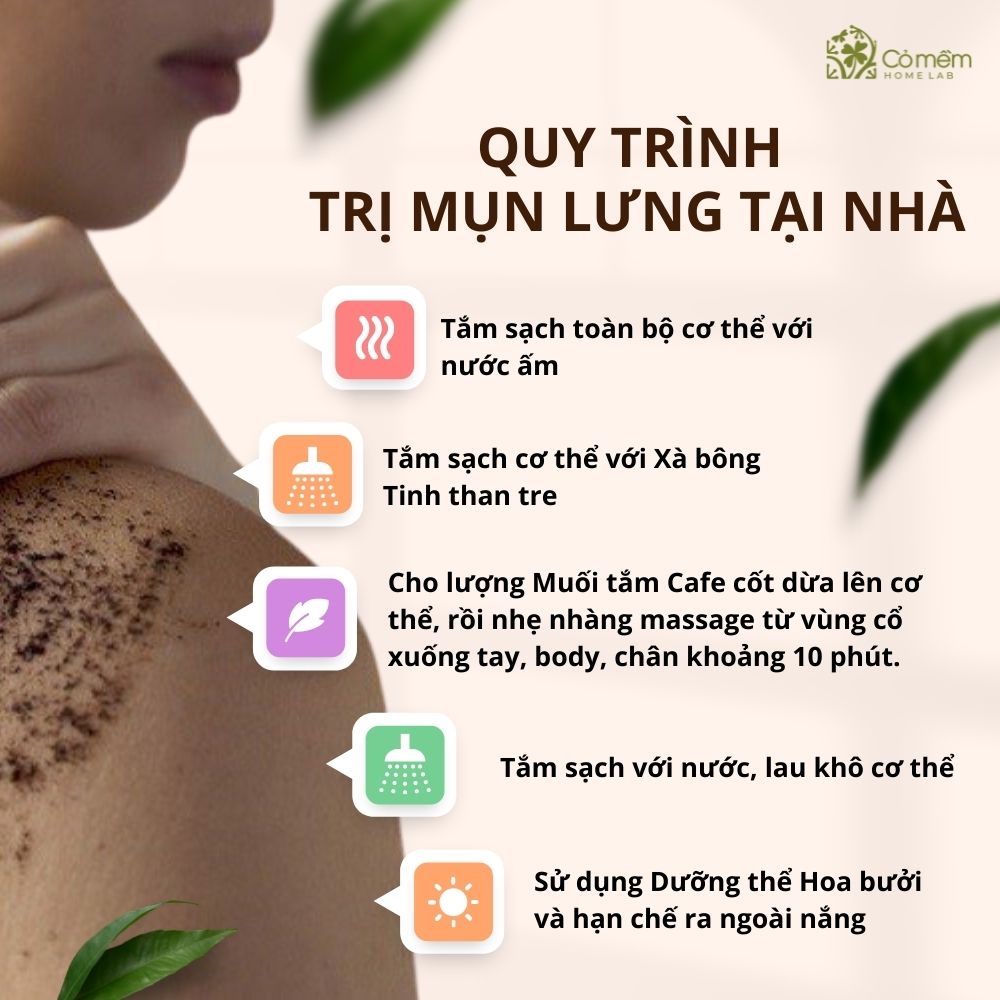 Cỏ mềm
HOME LAB
QUY TRÌNH
TRỊ MỤN LƯNG TẠI NHÀ
Tắm sạch toàn bộ cơ thể với
nước ấm
Tắm sạch cơ thể với Xà bông
Tinh than tre
Cho lượng Muối tắm Cafe cốt dừa lên cơ
thể, rồi nhẹ nhàng massage từ vùng cổ
xuống tay, body, chân khoảng 10 phút.
Tắm sạch với nước, lau khô cơ thể
Sử dụng Dưỡng thể Hoa bưởi
và hạn chế ra ngoài nắng